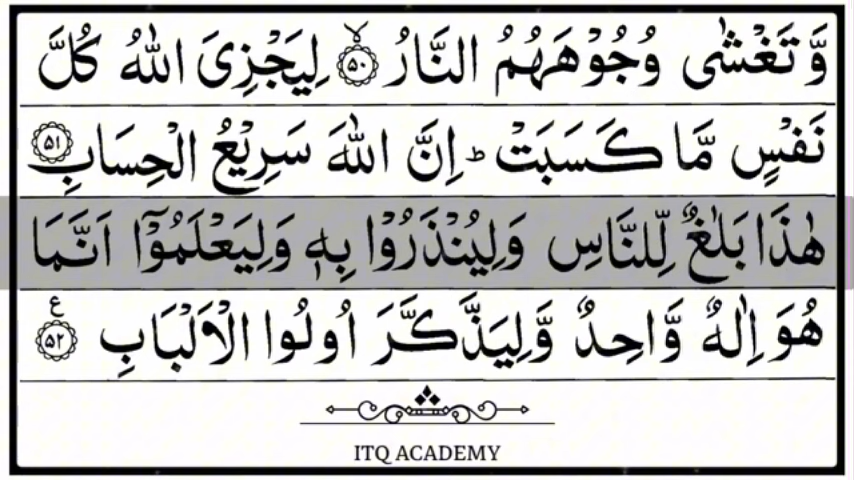 وَّتَغْشٰى وُجُوْهَهُمُ النَّارُ ۙ﴿۵۰﴾ لِيَجْزِىَ اللّٰهُ كُلَّ
نَفْسٍ مَّا كَسَبَتْ ؕ اِنَّ اللّٰهَ سَرِيْعُ الْحِسَابِ ﴿۵۱﴾
هٰذَا بَلٰغٌ لِّلنَّاسِ وَلِيُنْذَرُوْا بِهٖ وَلِيَعْلَمُوْۤا اَنَّمَا
هُوَ اِلٰهٌ وَّاحِدٌ وَّلِيَذَّكَّرَ اُولُوا الْاَلْبَابِ ﴿۵۲﴾ ع
ITQ ACADEMY